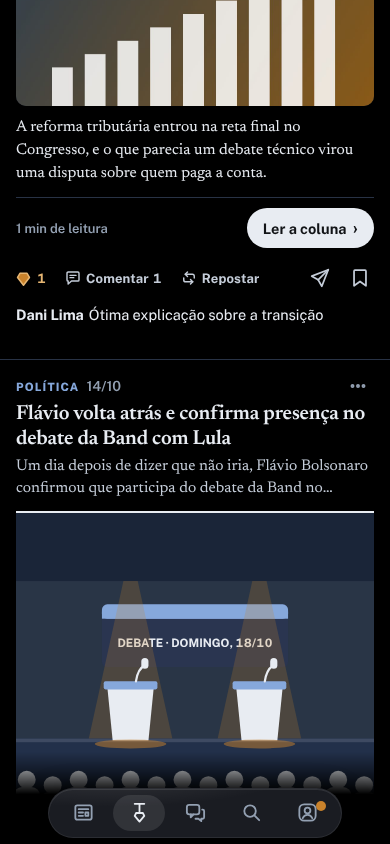 A reforma tributária entrou na reta final no
Congresso, e o que parecia um debate técnico virou
uma disputa sobre quem paga a conta.
1 min de leitura
Ler a coluna ›
1
Comentar 1
Repostar
Dani Lima Ótima explicação sobre a transição
POLÍTICA 14/10
Flávio volta atrás e confirma presença no
debate da Band com Lula
Um dia depois de dizer que não iria, Flávio Bolsonaro
confirmou que participa do debate da Band no…
DEBATE · DOMINGO, 18/10